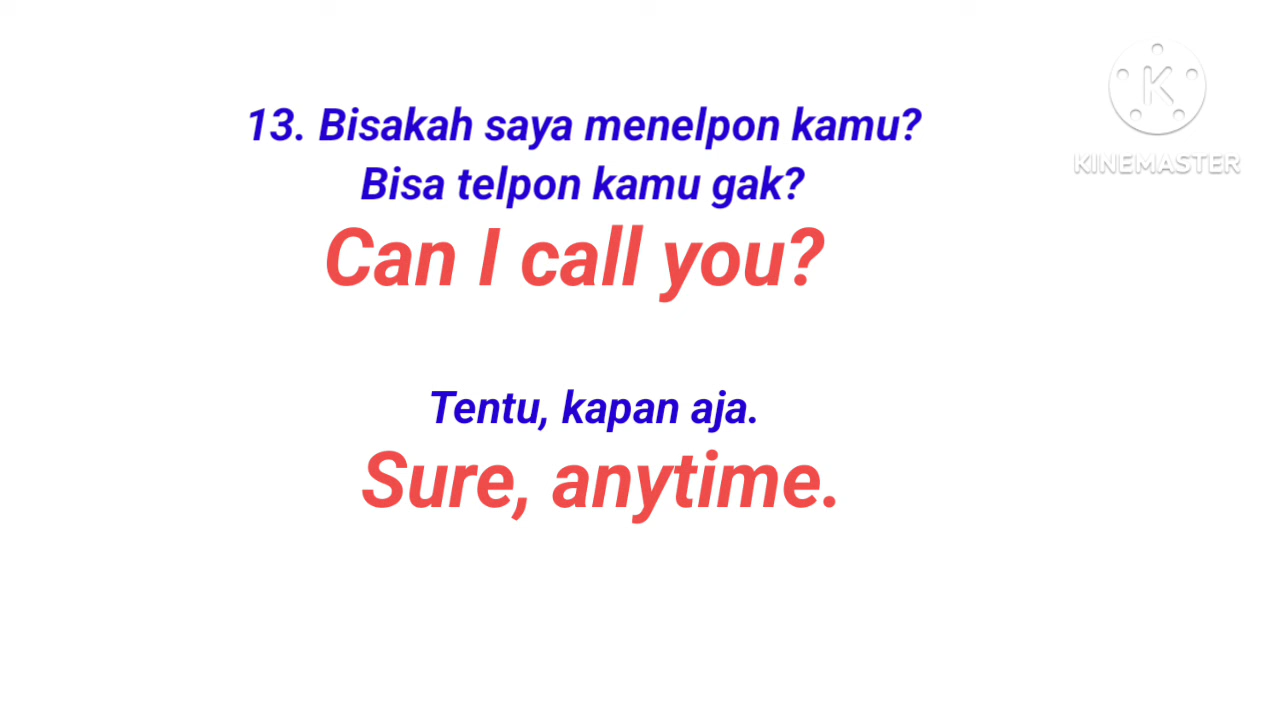 13. Bisakah saya menelpon kamu?
Bisa telpon kamu gak?
Can I call you?
Tentu, kapan aja.
Sure, anytime.
K
KINEMASTER